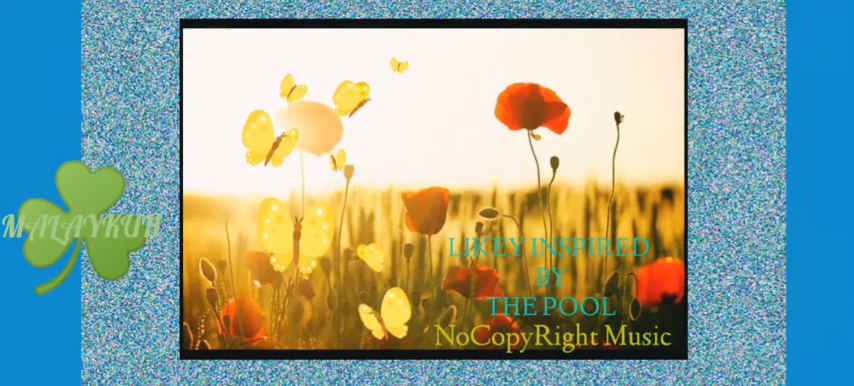 MALAYKUH
LIKEY INSPIRED
BY
THE POOL
NoCopyRight Music